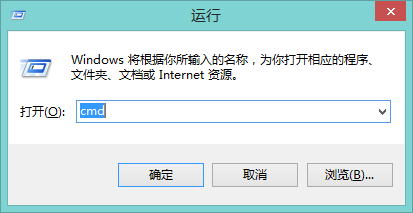 运行
Windows 将根据你所输入的名称，为你打开相应的程序、
文件夹、文档或 Internet 资源。
打开(O): cmd
确定 取消 浏览(B)...